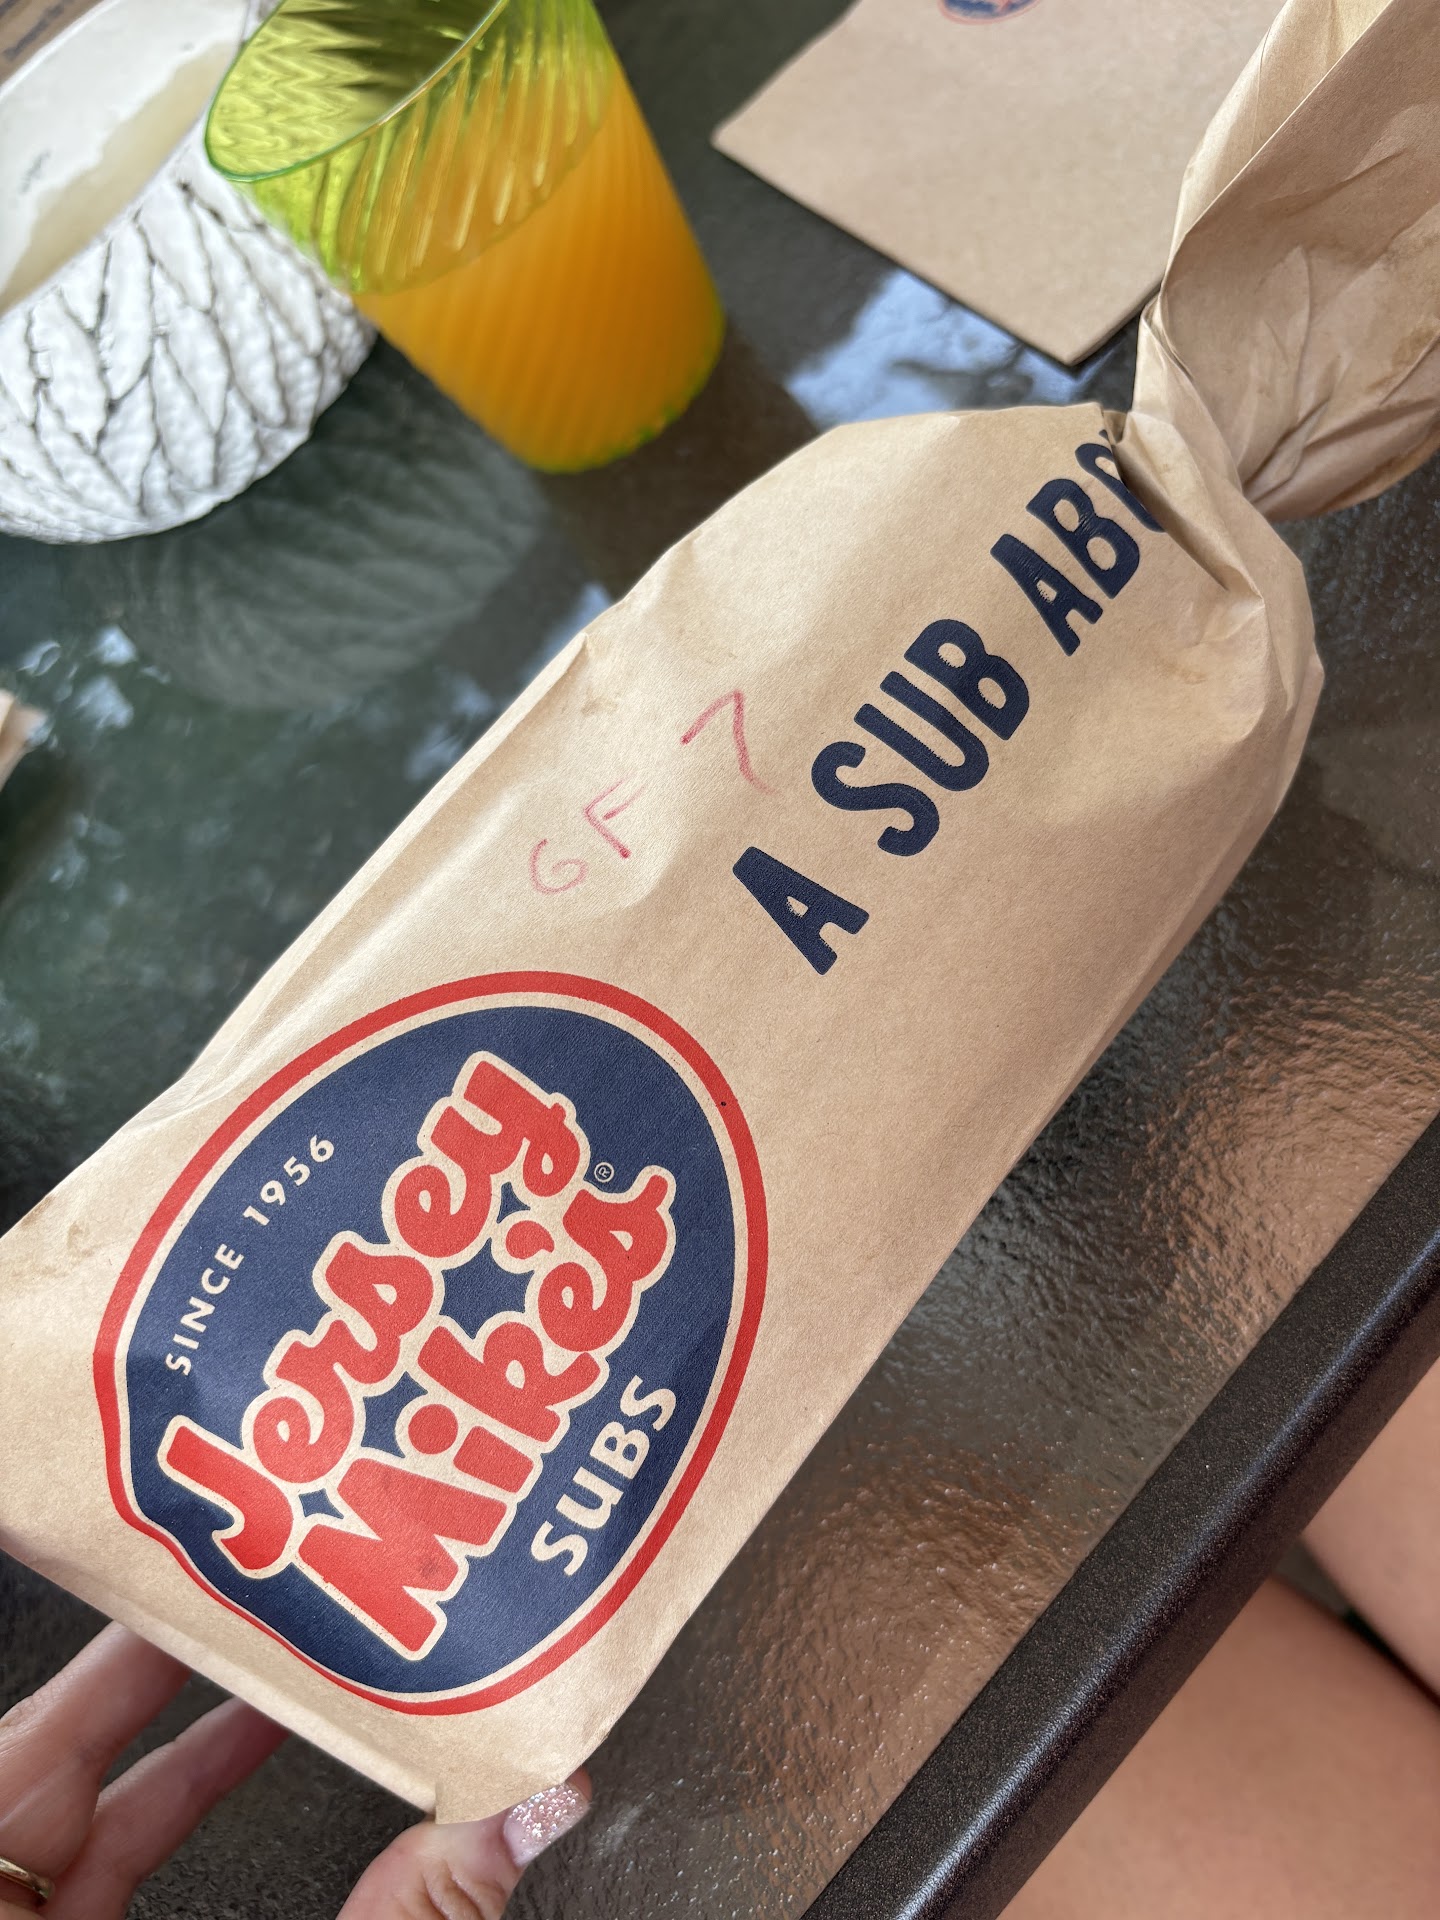 A SUB ABO
GF 7
SINCE 1956
Jersey
Mike's®
SUBS